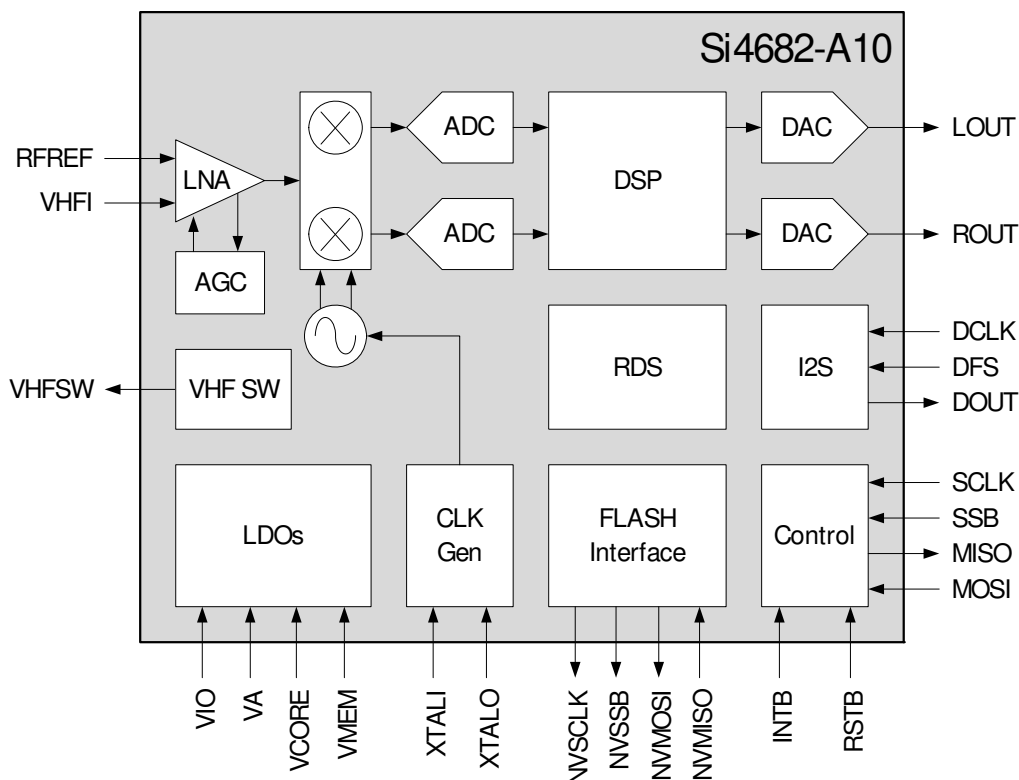 Si4682-A10
RFREF
VHFI
LNA
AGC
ADC
ADC
DSP
DAC
DAC
LOUT
ROUT
VHFSW
VHF SW
RDS
I2S
DCLK
DFS
DOUT
LDOs
CLK
Gen
FLASH
Interface
Control
SCLK
SSB
MISO
MOSI
VIO
VA
VCORE
VMEM
XTALI
XTALO
NVSCLK
NVSSB
NVMOSI
NVMISO
INTB
RSTB